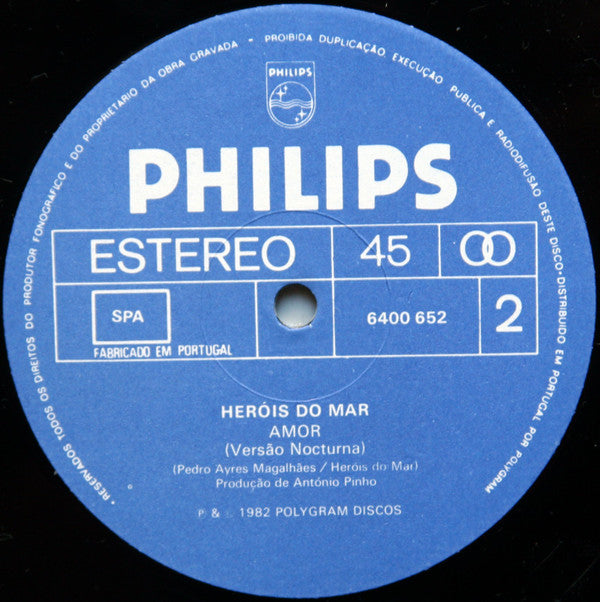 • RESERVADOS TODOS OS DIREITOS DO PRODUTOR FONOGRÁFICO E DO PROPRIETÁRIO DA OBRA GRAVADA • PROIBIDA DUPLICAÇÃO, EXECUÇÃO PUBLICA E RADIODIFUSÃO DESTE DISCO • DISTRIBUIDO EM PORTUGAL POR POLYGRAM
PHILIPS
PHILIPS
ESTEREO 45
SPA 6400 652 2
FABRICADO EM PORTUGAL
HERÓIS DO MAR
AMOR
(Versão Nocturna)
(Pedro Ayres Magalhães / Heróis do Mar)
Produção de António Pinho
℗ & 1982 POLYGRAM DISCOS